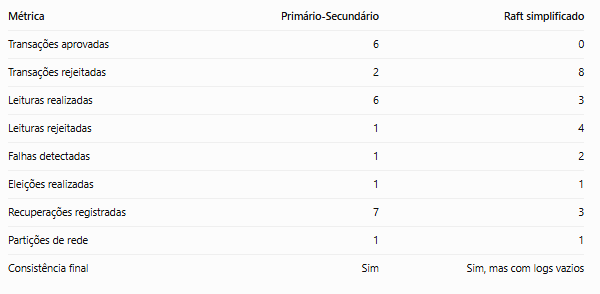 Métrica Primário-Secundário Raft simplificado
Transações aprovadas 6 0
Transações rejeitadas 2 8
Leituras realizadas 6 3
Leituras rejeitadas 1 4
Falhas detectadas 1 2
Eleições realizadas 1 1
Recuperações registradas 7 3
Partições de rede 1 1
Consistência final Sim Sim, mas com logs vazios